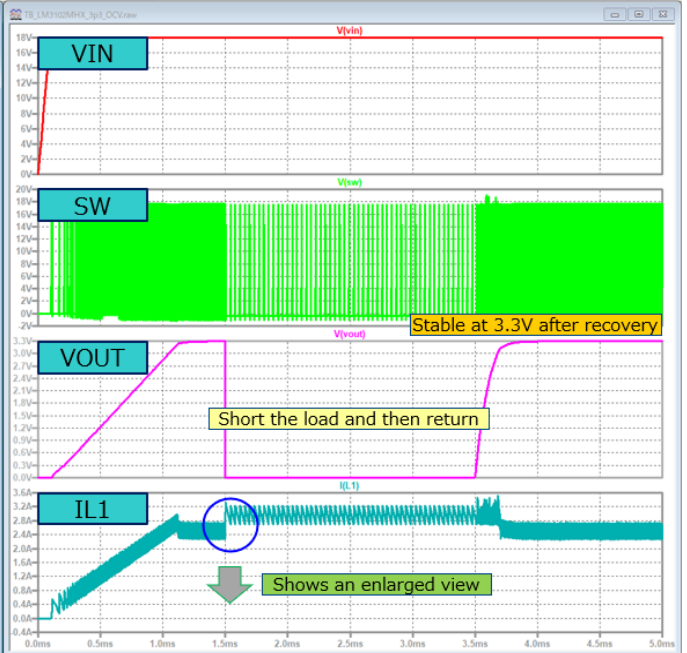 TB_LM3102MHX_3p3_OCV.raw
V(vin)
18V
VIN
14V
12V
10V
8V
6V
4V
2V
0V
V(sw)
20V
18V
SW
16V
14V
12V
10V
8V
6V
4V
2V
0V
-2V
Stable at 3.3V after recovery
V(vout)
3.3V
3.0V
VOUT
2.7V
2.4V
2.1V
1.8V
1.5V
Short the load and then return
1.2V
0.9V
0.6V
0.3V
0.0V
I(L1)
3.6A
3.2A
IL1
2.8A
2.4A
2.0A
1.6A
1.2A
Shows an enlarged view
0.8A
0.4A
0.0A
-0.4A
0.0ms 0.5ms 1.0ms 1.5ms 2.0ms 2.5ms 3.0ms 3.5ms 4.0ms 4.5ms 5.0ms